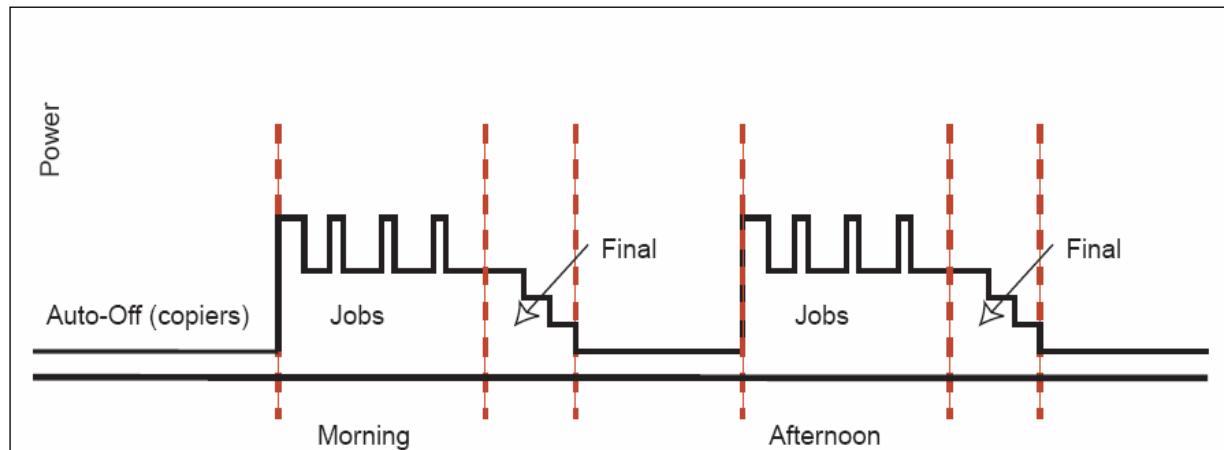 Power
Final
Final
Auto-Off (copiers)
Jobs
Jobs
Morning
Afternoon